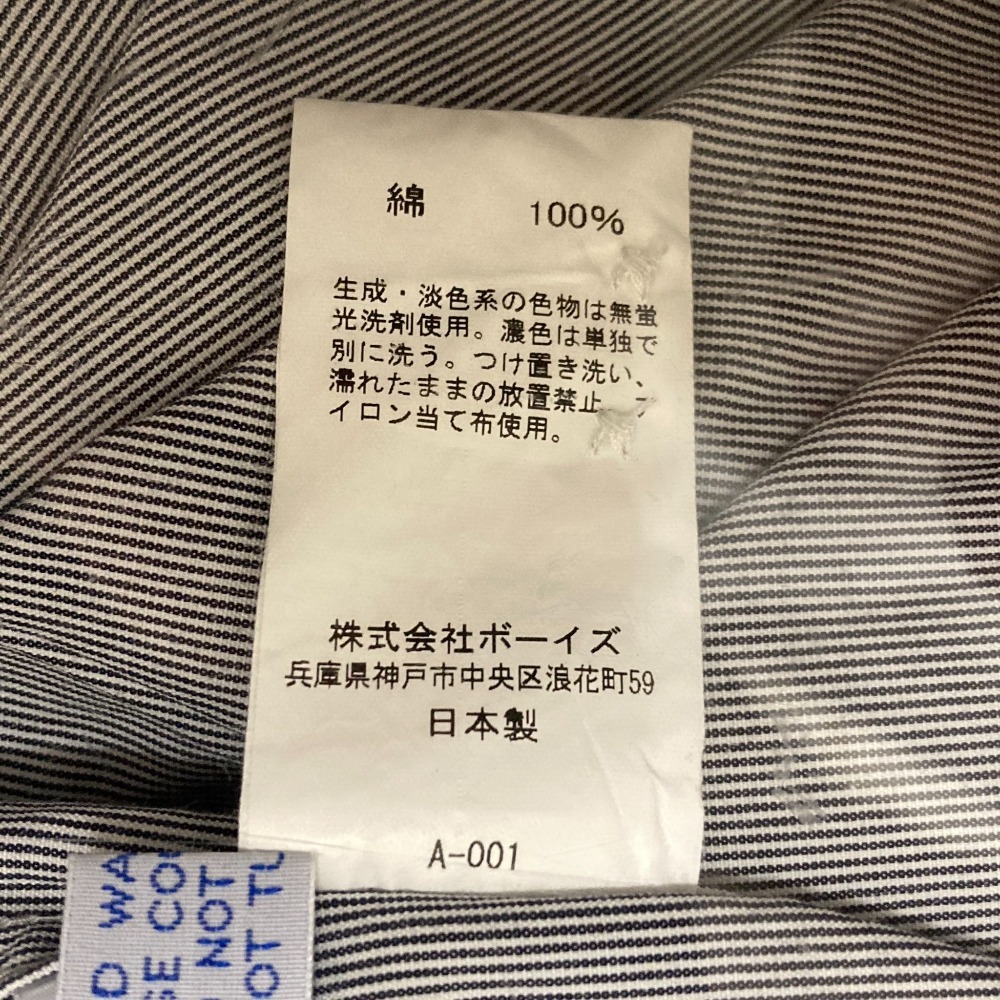 綿 100%
生成・淡色系の色物は無蛍
光洗剤使用。濃色は単独で
別に洗う。つけ置き洗い、
濡れたままの放置禁止
イロン当て布使用。
株式会社ボーイズ
兵庫県神戸市中央区浪花町59
日本製
A-001
NOT